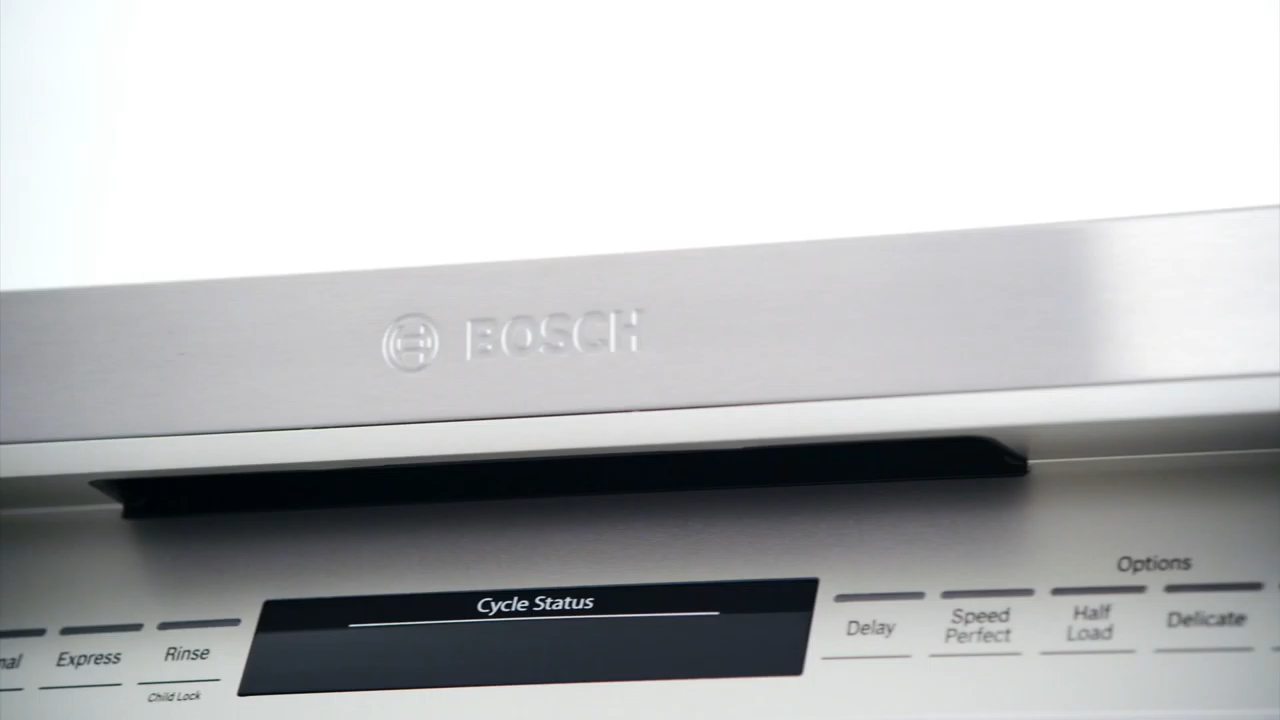 BOSCH
Cycle Status
Options
Express
Rinse
Child Lock
Delay
Speed
Perfect
Half
Load
Delicate